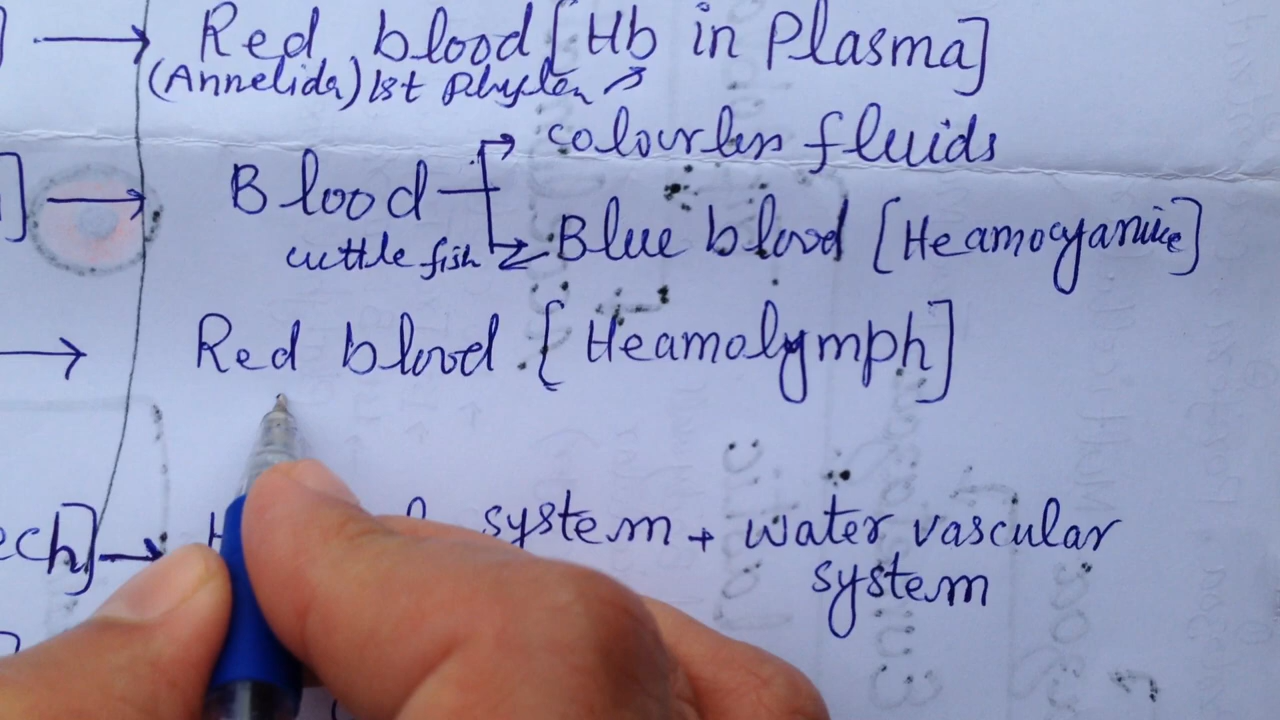 ] → Red blood [Hb in Plasma]
(Annelida) 1st Phylum
colourless fluids
] → Blood
cuttle fish Blue blood [Heamocyanine]
→ Red blood [Heamolymph]
ech] → system + water vascular
system